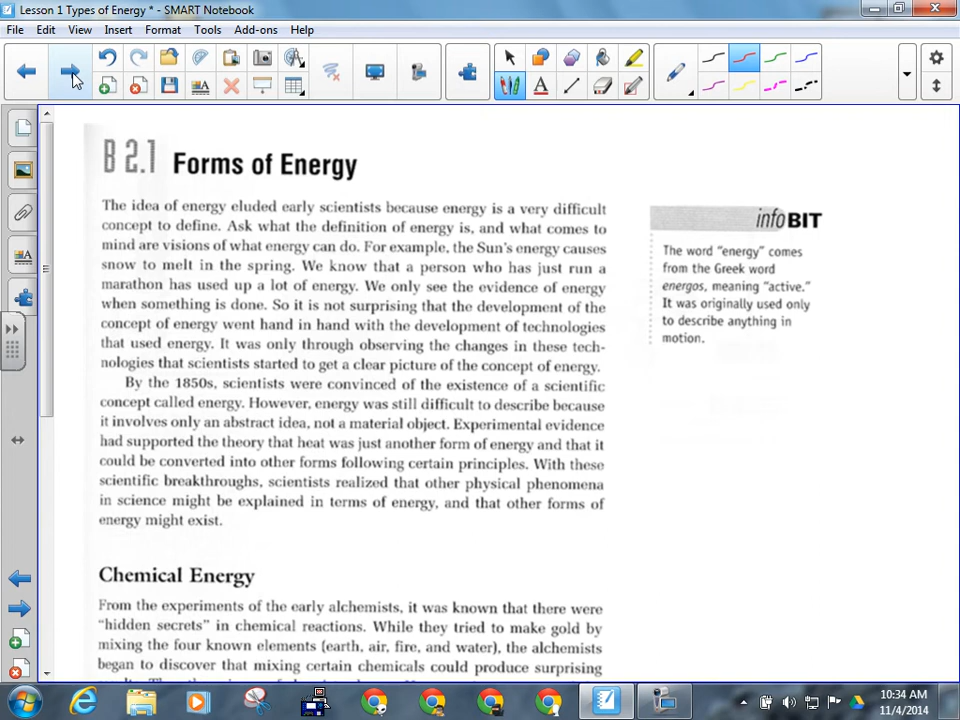 Lesson 1 Types of Energy * - SMART Notebook
File Edit View Insert Format Tools Add-ons Help
B 2.1 Forms of Energy
The idea of energy eluded early scientists because energy is a very difficult
concept to define. Ask what the definition of energy is, and what comes to
mind are visions of what energy can do. For example, the Sun's energy causes
snow to melt in the spring. We know that a person who has just run a
marathon has used up a lot of energy. We only see the evidence of energy
when something is done. So it is not surprising that the development of the
concept of energy went hand in hand with the development of technologies
that used energy. It was only through observing the changes in these tech-
nologies that scientists started to get a clear picture of the concept of energy.
By the 1850s, scientists were convinced of the existence of a scientific
concept called energy. However, energy was still difficult to describe because
it involves only an abstract idea, not a material object. Experimental evidence
had supported the theory that heat was just another form of energy and that it
could be converted into other forms following certain principles. With these
scientific breakthroughs, scientists realized that other physical phenomena
in science might be explained in terms of energy, and that other forms of
energy might exist.
infoBIT
The word "energy" comes
from the Greek word
energos, meaning "active."
It was originally used only
to describe anything in
motion.
Chemical Energy
From the experiments of the early alchemists, it was known that there were
"hidden secrets" in chemical reactions. While they tried to make gold by
mixing the four known elements (earth, air, fire, and water), the alchemists
began to discover that mixing certain chemicals could produce surprising
10:34 AM
11/4/2014